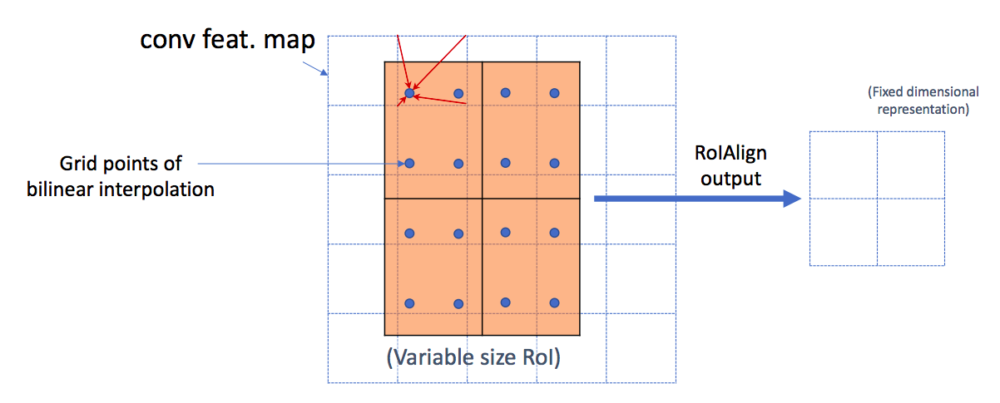 conv feat. map
(Fixed dimensional
representation)
RoIAlign
output
Grid points of
bilinear interpolation
(Variable size RoI)